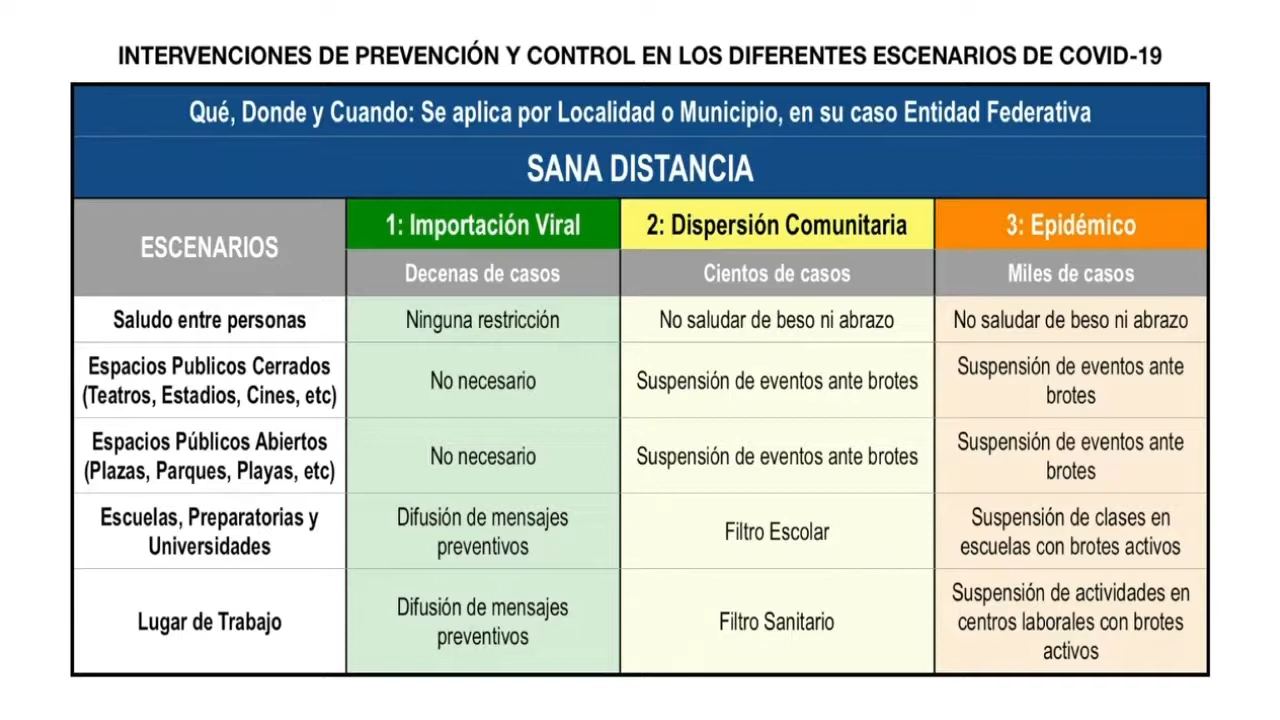 INTERVENCIONES DE PREVENCIÓN Y CONTROL EN LOS DIFERENTES ESCENARIOS DE COVID-19
Qué, Donde y Cuando: Se aplica por Localidad o Municipio, en su caso Entidad Federativa
SANA DISTANCIA
ESCENARIOS
1: Importación Viral
2: Dispersión Comunitaria
3: Epidémico
Decenas de casos
Cientos de casos
Miles de casos
Saludo entre personas
Ninguna restricción
No saludar de beso ni abrazo
No saludar de beso ni abrazo
Espacios Publicos Cerrados
(Teatros, Estadios, Cines, etc)
No necesario
Suspensión de eventos ante brotes
Suspensión de eventos ante
brotes
Espacios Públicos Abiertos
(Plazas, Parques, Playas, etc)
No necesario
Suspensión de eventos ante brotes
Suspensión de eventos ante
brotes
Escuelas, Preparatorias y
Universidades
Difusión de mensajes
preventivos
Filtro Escolar
Suspensión de clases en
escuelas con brotes activos
Lugar de Trabajo
Difusión de mensajes
preventivos
Filtro Sanitario
Suspensión de actividades en
centros laborales con brotes
activos